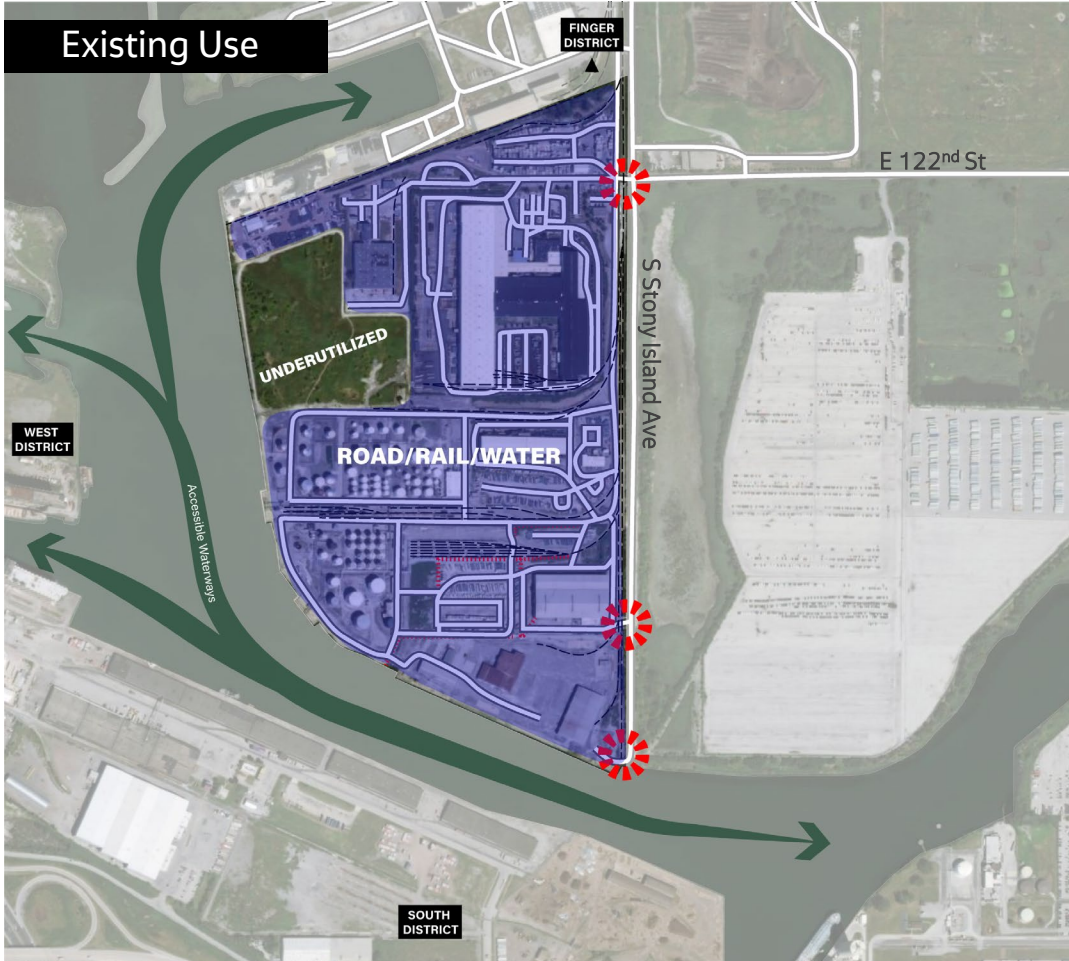 Existing Use
FINGER
DISTRICT
E 122nd St
S Stony Island Ave
UNDERUTILIZED
WEST
DISTRICT
ROAD/RAIL/WATER
Accessible Waterways
SOUTH
DISTRICT